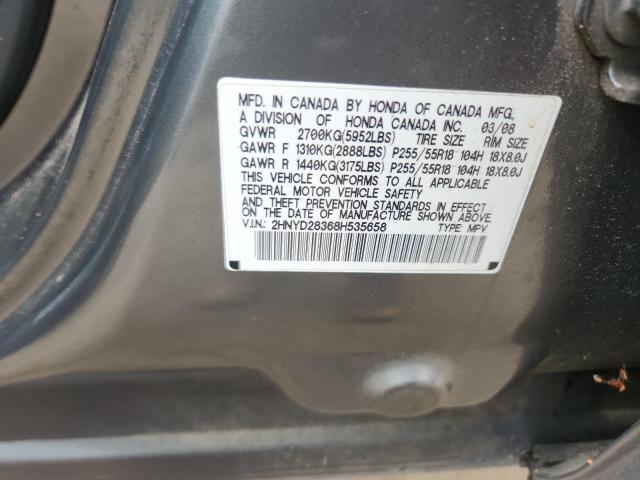 MFD. IN CANADA BY HONDA OF CANADA MFG.,
A DIVISION OF HONDA CANADA INC. 03/08
GVWR 2700KG(5952LBS) TIRE SIZE RIM SIZE
GAWR F 1310KG(2888LBS) P255/55R18 104H 18X8.0J
GAWR R 1440KG(3175LBS) P255/55R18 104H 18X8.0J
THIS VEHICLE CONFORMS TO ALL APPLICABLE
FEDERAL MOTOR VEHICLE SAFETY
AND THEFT PREVENTION STANDARDS IN EFFECT
ON THE DATE OF MANUFACTURE SHOWN ABOVE.
V.I.N.: 2HNYD28368H535658 TYPE: MPV